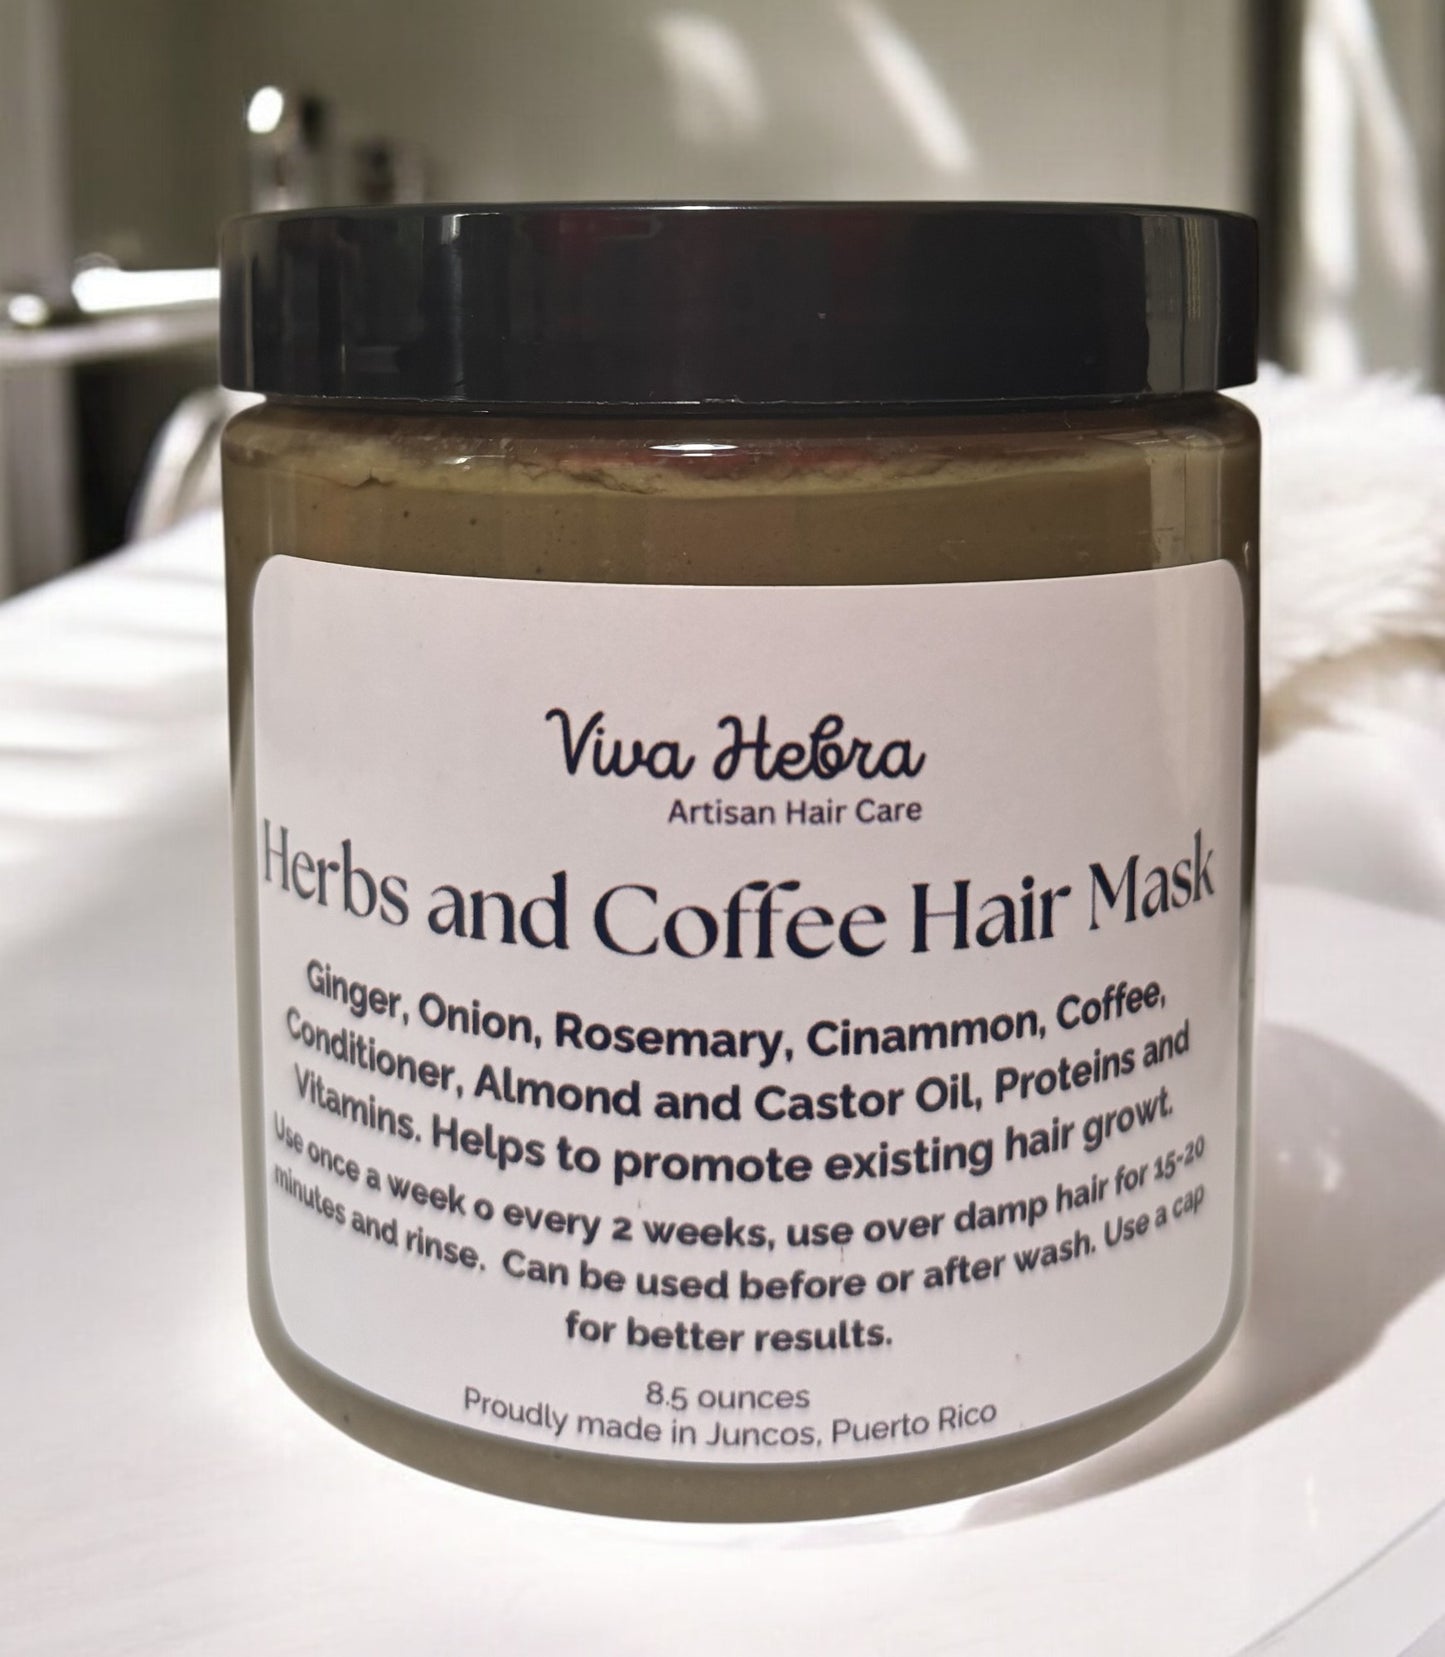 Viva Hebra
Artisan Hair Care
Herbs and Coffee Hair Mask
Ginger, Onion, Rosemary, Cinammon, Coffee,
Conditioner, Almond and Castor Oil, Proteins and
Vitamins. Helps to promote existing hair growt.
Use once a week o every 2 weeks, use over damp hair for 15-20
minutes and rinse. Can be used before or after wash. Use a cap
for better results.
8.5 ounces
Proudly made in Juncos, Puerto Rico